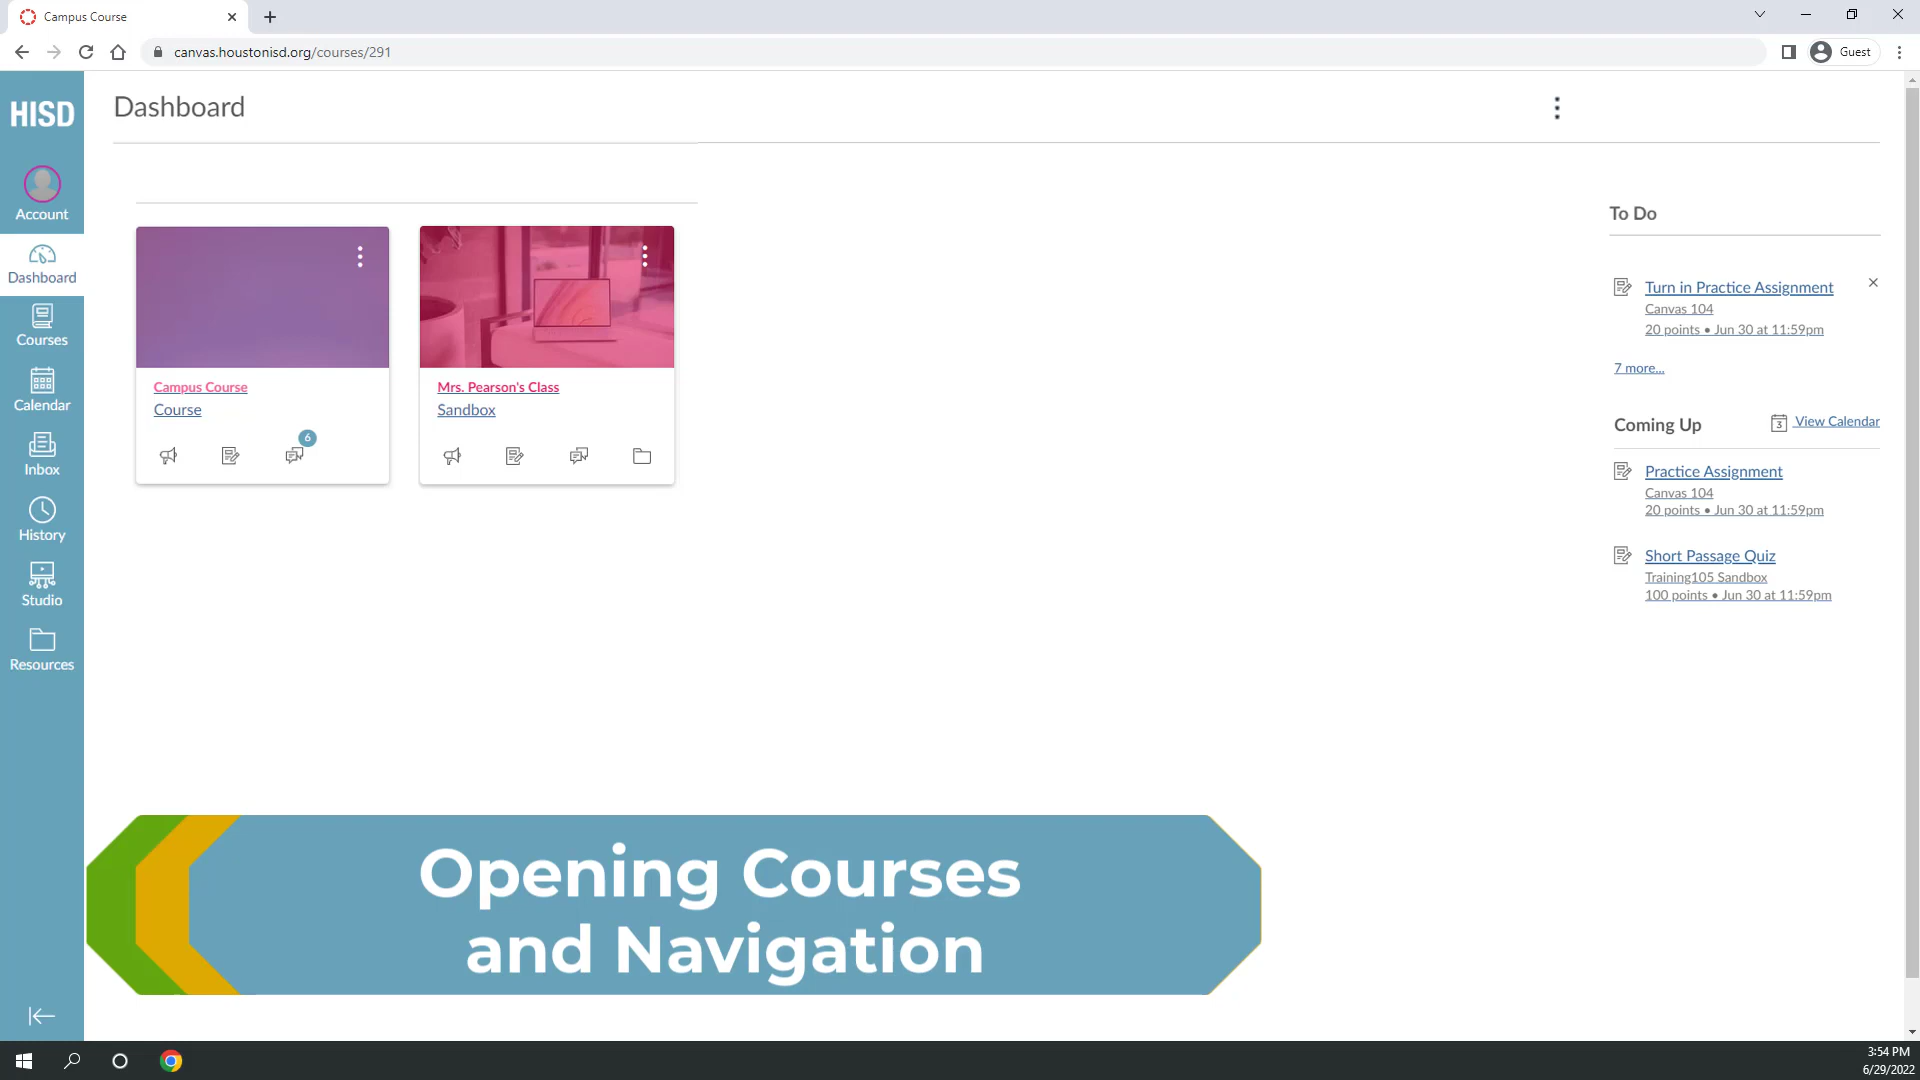 Campus Course
canvas.houstonisd.org/courses/291
Guest
HISD
Account
Dashboard
Courses
Calendar
Inbox
History
Studio
Resources
Dashboard
Campus Course
Course
6
Mrs. Pearson's Class
Sandbox
To Do
Turn in Practice Assignment
Canvas 104
20 points • Jun 30 at 11:59pm
7 more...
Coming Up
3 View Calendar
Practice Assignment
Canvas 104
20 points • Jun 30 at 11:59pm
Short Passage Quiz
Training105 Sandbox
100 points • Jun 30 at 11:59pm
Opening Courses
and Navigation
3:54 PM
6/29/2022